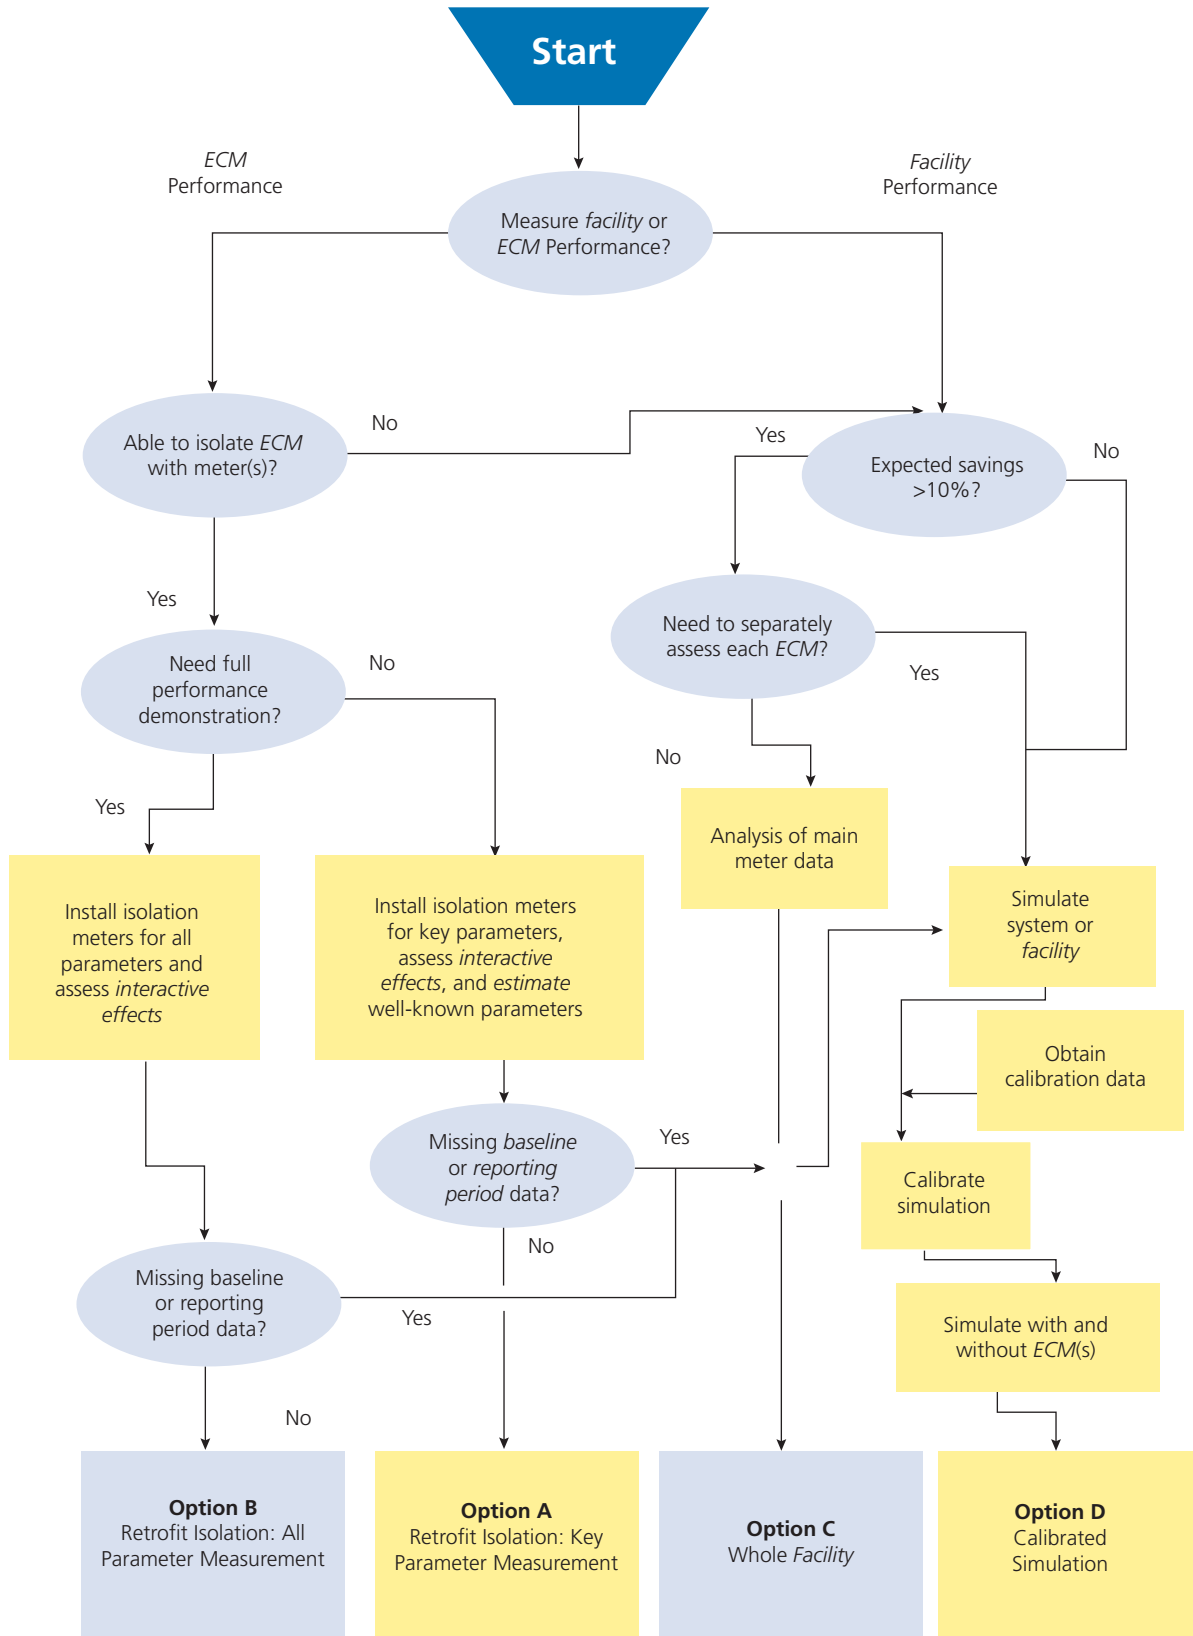 Start
ECM
Performance
Facility
Performance
Measure facility or
ECM Performance?
Able to isolate ECM
with meter(s)?
No
Yes
Expected savings
>10%?
No
Yes
Need full
performance
demonstration?
No
Need to separately
assess each ECM?
Yes
No
Yes
Analysis of main
meter data
Install isolation
meters for all
parameters and
assess interactive
effects
Install isolation meters
for key parameters,
assess interactive
effects, and estimate
well-known parameters
Simulate
system or
facility
Obtain
calibration data
Missing baseline
or reporting
period data?
Yes
No
Calibrate
simulation
Missing baseline
or reporting
period data?
Yes
No
Simulate with and
without ECM(s)
Option B
Retrofit Isolation: All
Parameter Measurement
Option A
Retrofit Isolation: Key
Parameter Measurement
Option C
Whole Facility
Option D
Calibrated
Simulation